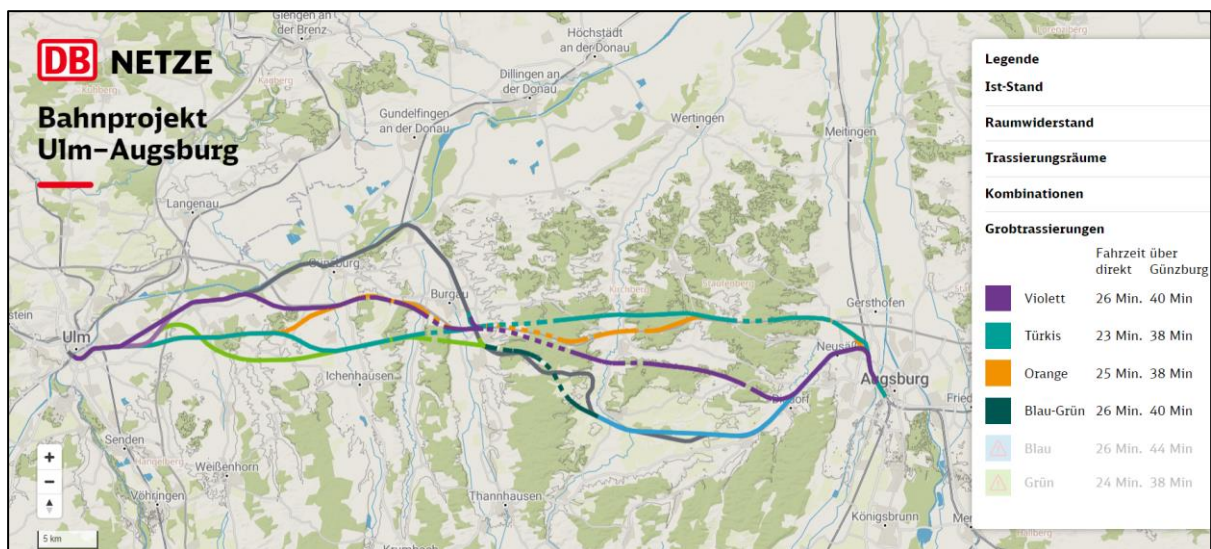 DB NETZE
Bahnprojekt
Ulm–Augsburg
Giengen an
der Brenz
Höchstädt
an der Donau
Dillingen an
der Donau
Gundelfingen
an der Donau
Wertingen
Meitingen
Langenau
Burgau
Kirchberg
Gersthofen
Ulm
Ichenhausen
Augsburg
Senden
Weißenhorn
Vöhringen
Thannhausen
Königsbrunn
5 km
Legende
Ist-Stand
Raumwiderstand
Trassierungsräume
Kombinationen
Grobtrassierungen
Fahrzeit über
direkt Günzburg
Violett 26 Min. 40 Min
Türkis 23 Min. 38 Min
Orange 25 Min. 38 Min
Blau-Grün 26 Min. 40 Min
Blau 26 Min. 44 Min
Grün 24 Min. 38 Min